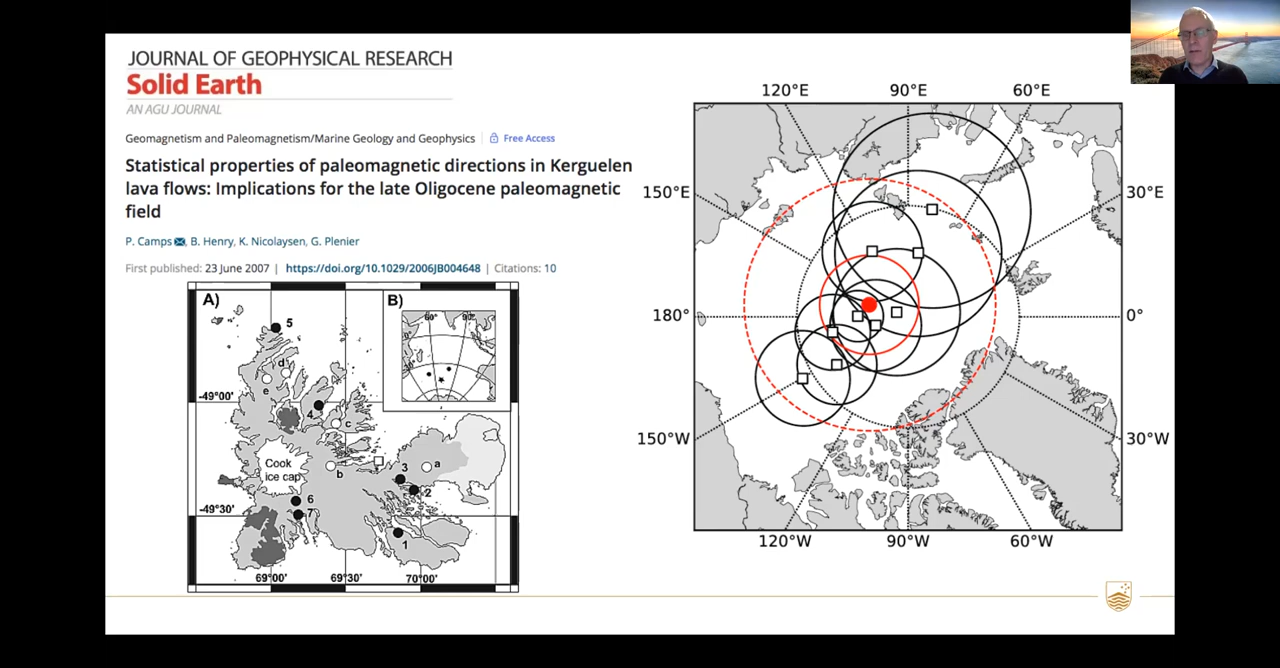 JOURNAL OF GEOPHYSICAL RESEARCH
Solid Earth
AN AGU JOURNAL
Geomagnetism and Paleomagnetism/Marine Geology and Geophysics | Free Access
Statistical properties of paleomagnetic directions in Kerguelen
lava flows: Implications for the late Oligocene paleomagnetic
field
P. Camps, B. Henry, K. Nicolaysen, G. Plenier
First published: 23 June 2007 | https://doi.org/10.1029/2006JB004648 | Citations: 10
A)
B)
60° 90°
0° 0°
5
d
e
-49°00'
4
c
Cook
ice cap
b
3
a
2
6
-49°30'
7
1
69°00' 69°30' 70°00'
120°E 90°E 60°E
150°E 30°E
180° 0°
150°W 30°W
120°W 90°W 60°W